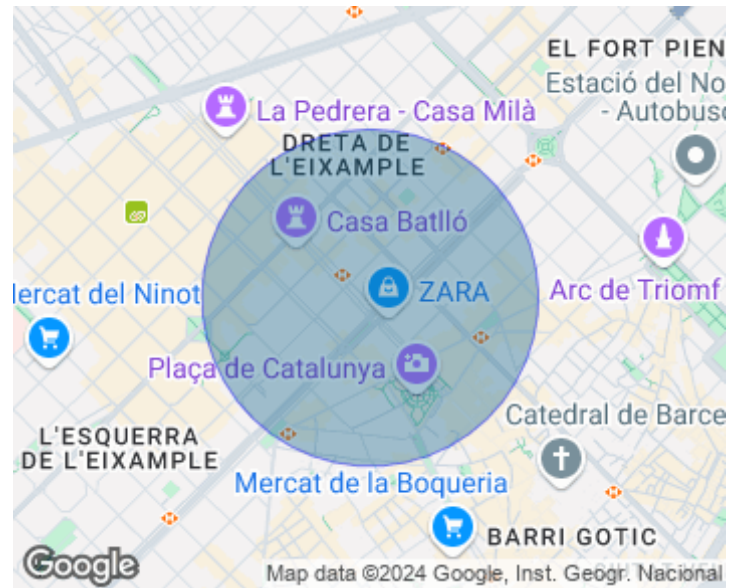 EL FORT PIEN
Estació del No
- Autobuso
La Pedrera - Casa Milà
DRETA DE
L'EIXAMPLE
Casa Batlló
Mercat del Ninot
ZARA
Arc de Triomf
Plaça de Catalunya
L'ESQUERRA
DE L'EIXAMPLE
Catedral de Barce
Mercat de la Boqueria
BARRI GOTIC
Google
Map data ©2024 Google, Inst. Geogr. Nacional